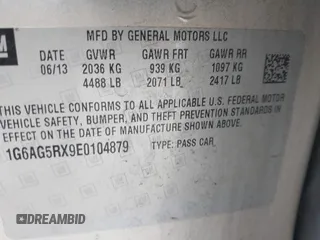 GM
MFD BY GENERAL MOTORS LLC
DATE GVWR GAWR FRT GAWR RR
06/13 2036 KG 939 KG 1097 KG
4488 LB 2071 LB 2417 LB
THIS VEHICLE CONFORMS TO ALL APPLICABLE U.S. FEDERAL MOTOR
VEHICLE SAFETY, BUMPER, AND THEFT PREVENTION STANDARDS IN
EFFECT ON THE DATE OF MANUFACTURE SHOWN ABOVE.
1G6AG5RX9E0104879 TYPE: PASS CAR
DREAMBID